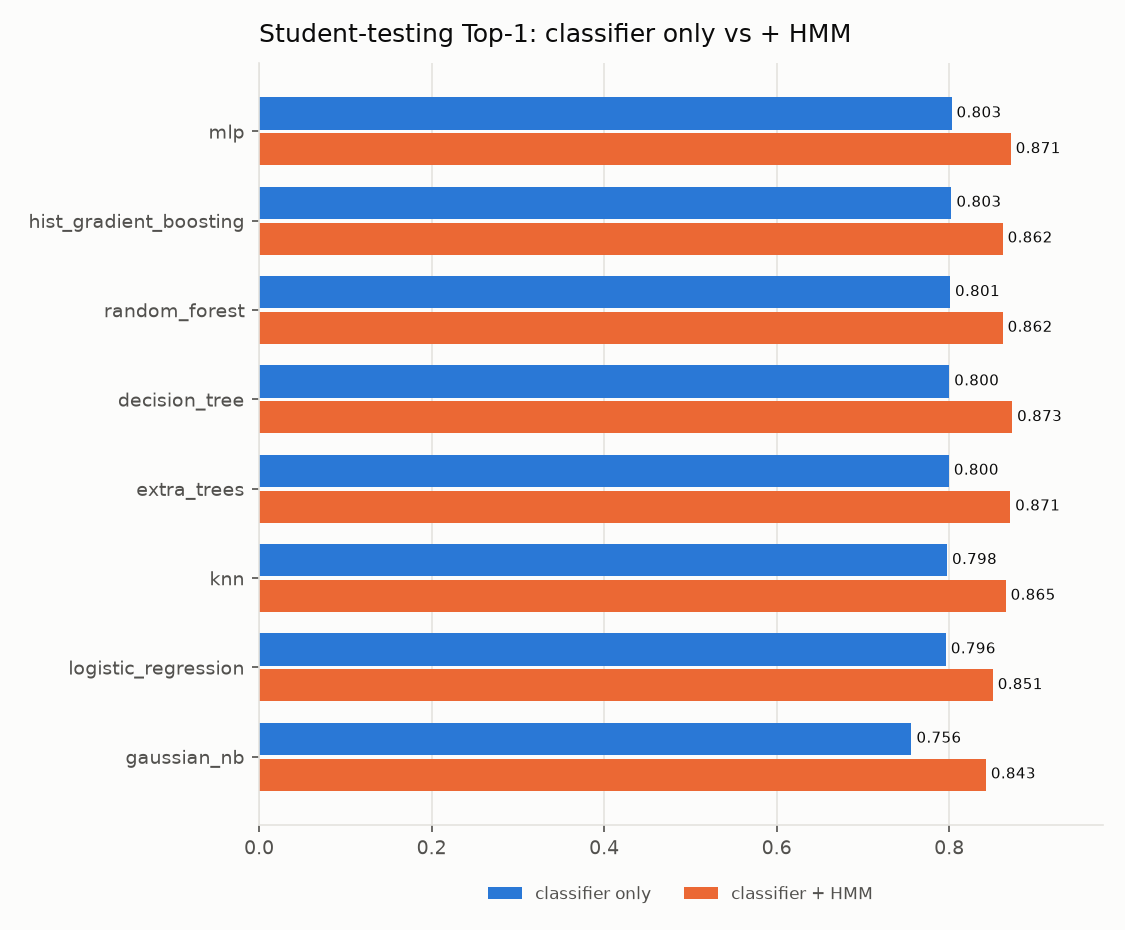 Student-testing Top-1: classifier only vs + HMM
mlp
0.803
0.871
hist_gradient_boosting
0.803
0.862
random_forest
0.801
0.862
decision_tree
0.800
0.873
extra_trees
0.800
0.871
knn
0.798
0.865
logistic_regression
0.796
0.851
gaussian_nb
0.756
0.843
0.0 0.2 0.4 0.6 0.8
classifier only classifier + HMM